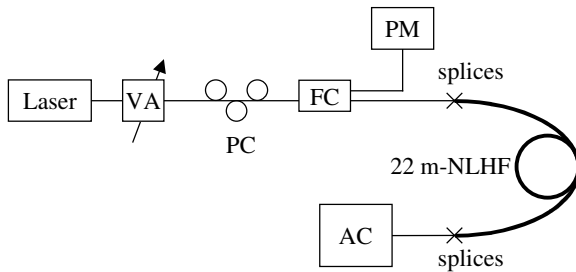 PM
splices
Laser
VA
FC
PC
22 m-NLHF
AC
splices